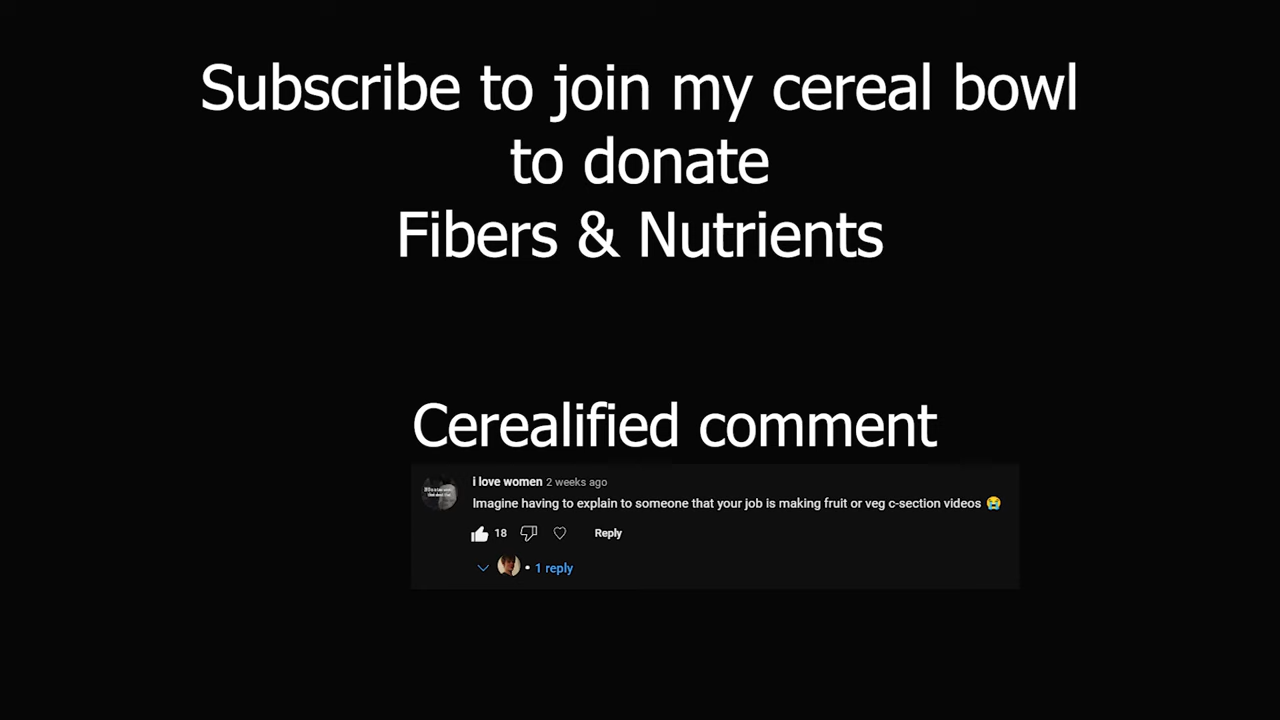 Subscribe to join my cereal bowl
to donate
Fibers & Nutrients
Cerealified comment
i love women 2 weeks ago
Imagine having to explain to someone that your job is making fruit or veg c-section videos 😭
18 Reply
1 reply